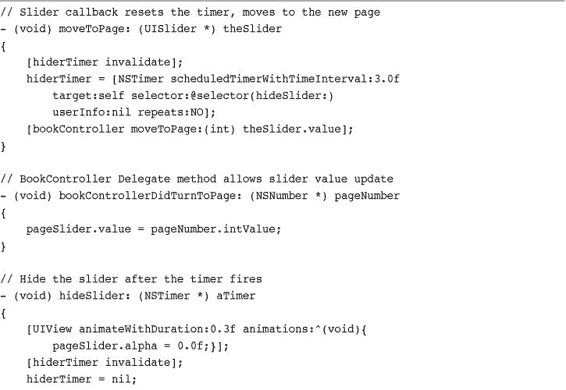 // Slider callback resets the timer, moves to the new page
- (void) moveToPage: (UISlider *) theSlider
{
    [hiderTimer invalidate];
    hiderTimer = [NSTimer scheduledTimerWithTimeInterval:3.0f
        target:self selector:@selector(hideSlider:)
        userInfo:nil repeats:NO];
    [bookController moveToPage:(int) theSlider.value];
}

// BookController Delegate method allows slider value update
- (void) bookControllerDidTurnToPage: (NSNumber *) pageNumber
{
    pageSlider.value = pageNumber.intValue;
}

// Hide the slider after the timer fires
- (void) hideSlider: (NSTimer *) aTimer
{
    [UIView animateWithDuration:0.3f animations:^(void){
        pageSlider.alpha = 0.0f;}];
    [hiderTimer invalidate];
    hiderTimer = nil;